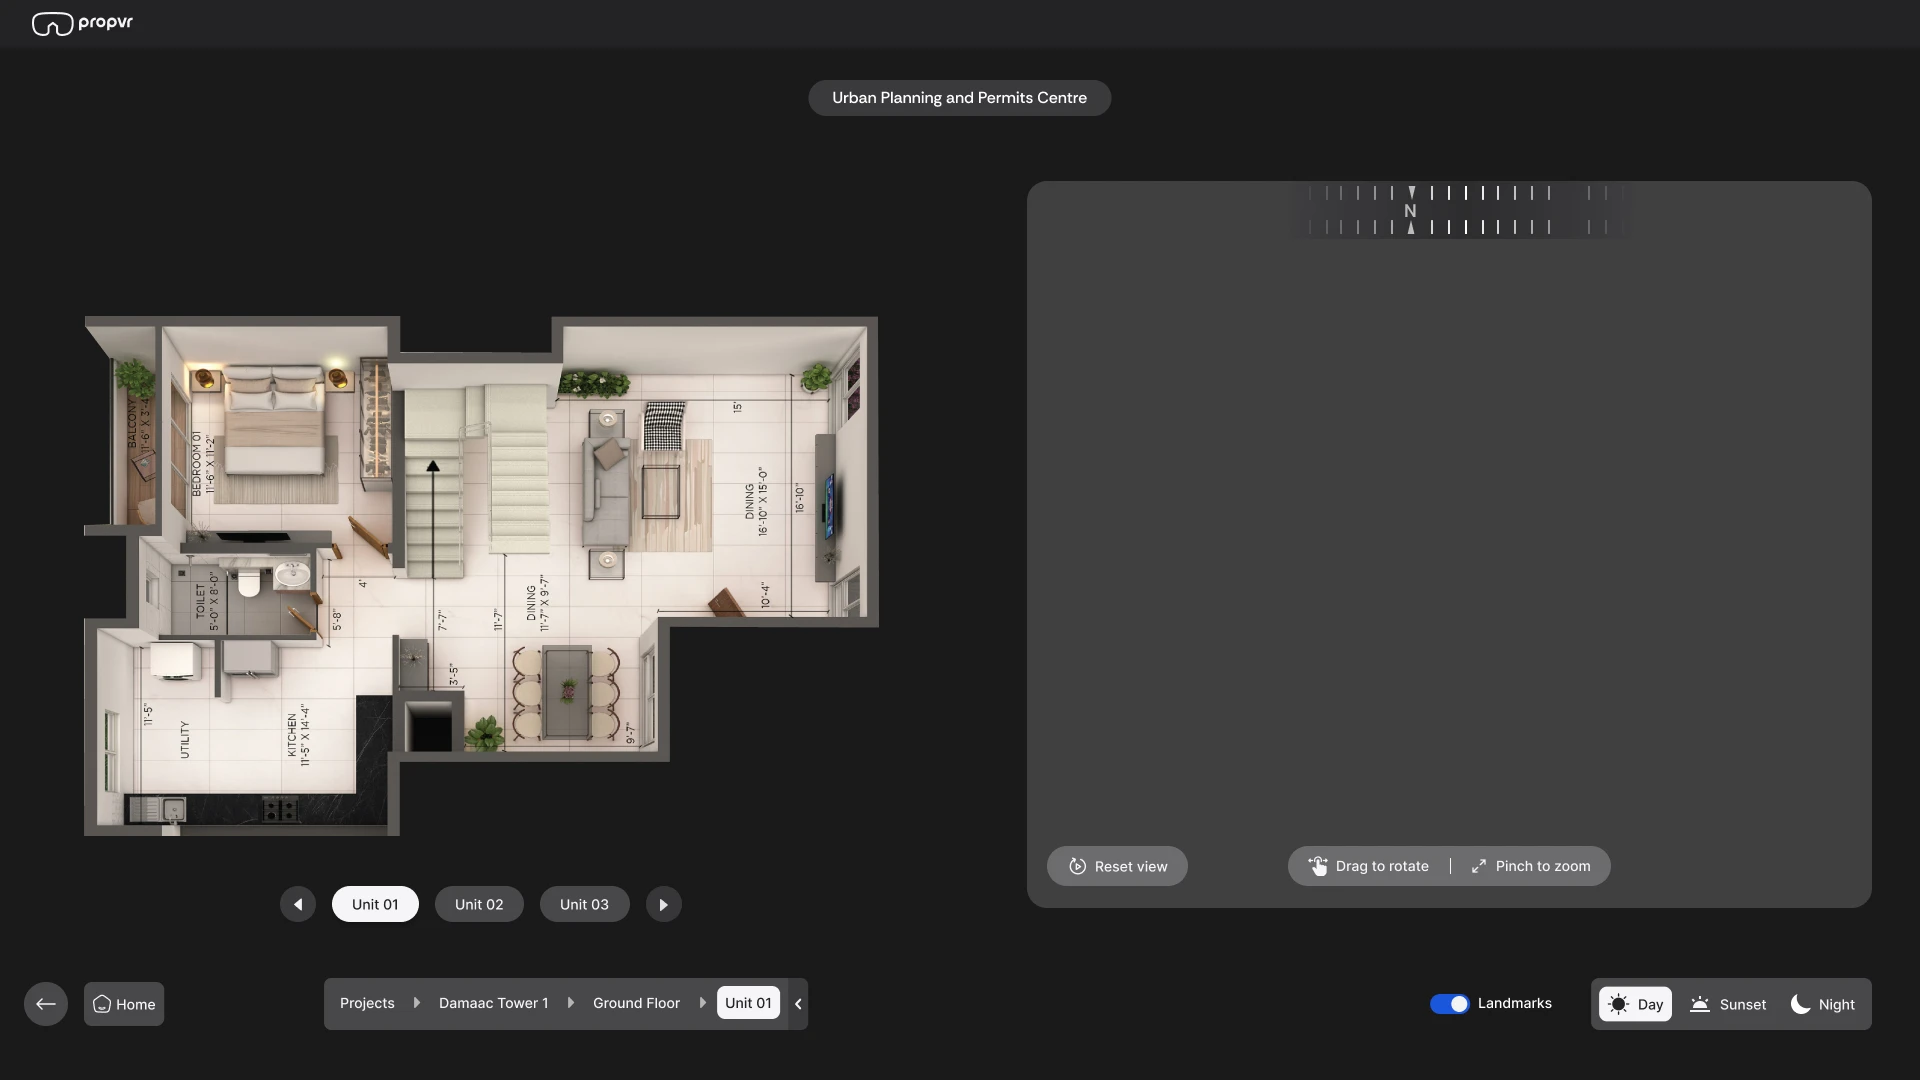 propvr
Urban Planning and Permits Centre
N
BALCONY
11'-6" X 3'-4
BEDROOM 01
11'-6" X 11'-2"
15'
DINING
16'-10" X 15'-0"
16'-10"
TOILET
5'-0" X 8'-0"
4'
5'-8"
7'-7"
11'-7"
DINING
11'-7" X 9'-7"
10'-4"
3'-5"
9'-7"
11'-5"
UTILITY
KITCHEN
11'-5" X 14'-4"
Reset view
Drag to rotate
Pinch to zoom
Unit 01
Unit 02
Unit 03
Home
Projects
Damaac Tower 1
Ground Floor
Unit 01
Landmarks
Day
Sunset
Night